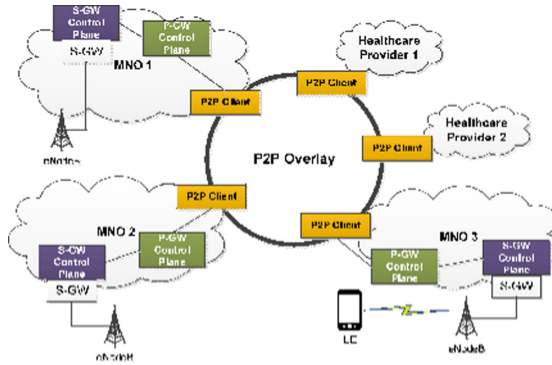 S-GW
Control
Plane
S-GW
P-GW
Control
Plane
MNO 1
eNodeB
P2P Client
P2P Client
Healthcare
Provider 1
P2P Client
Healthcare
Provider 2
P2P Overlay
P2P Client
MNO 2
S-GW
Control
Plane
S-GW
P-GW
Control
Plane
eNodeB
P2P Client
MNO 3
P-GW
Control
Plane
S-GW
Control
Plane
S-GW
UE
eNodeB